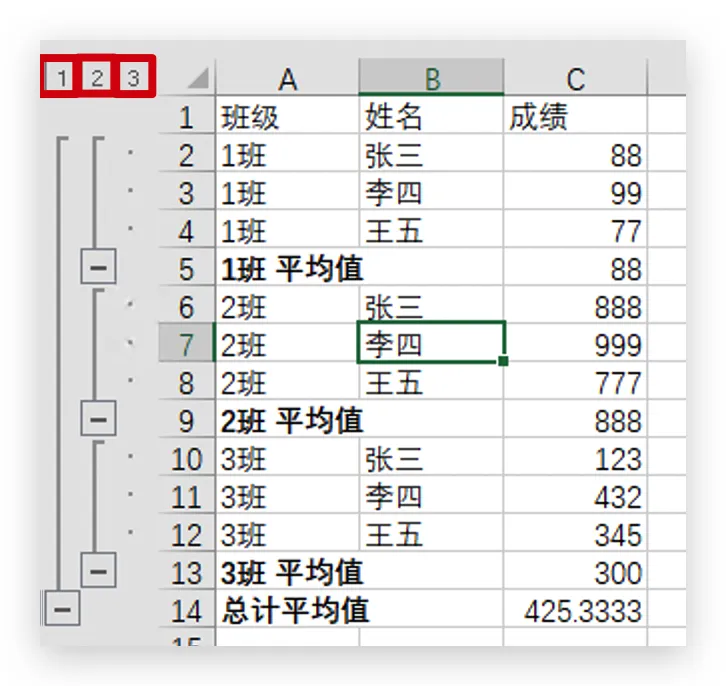 1 2 3 A B C
1 班级 姓名 成绩
2 1班 张三 88
3 1班 李四 99
4 1班 王五 77
5 1班 平均值 88
6 2班 张三 888
7 2班 李四 999
8 2班 王五 777
9 2班 平均值 888
10 3班 张三 123
11 3班 李四 432
12 3班 王五 345
13 3班 平均值 300
14 总计平均值 425.3333